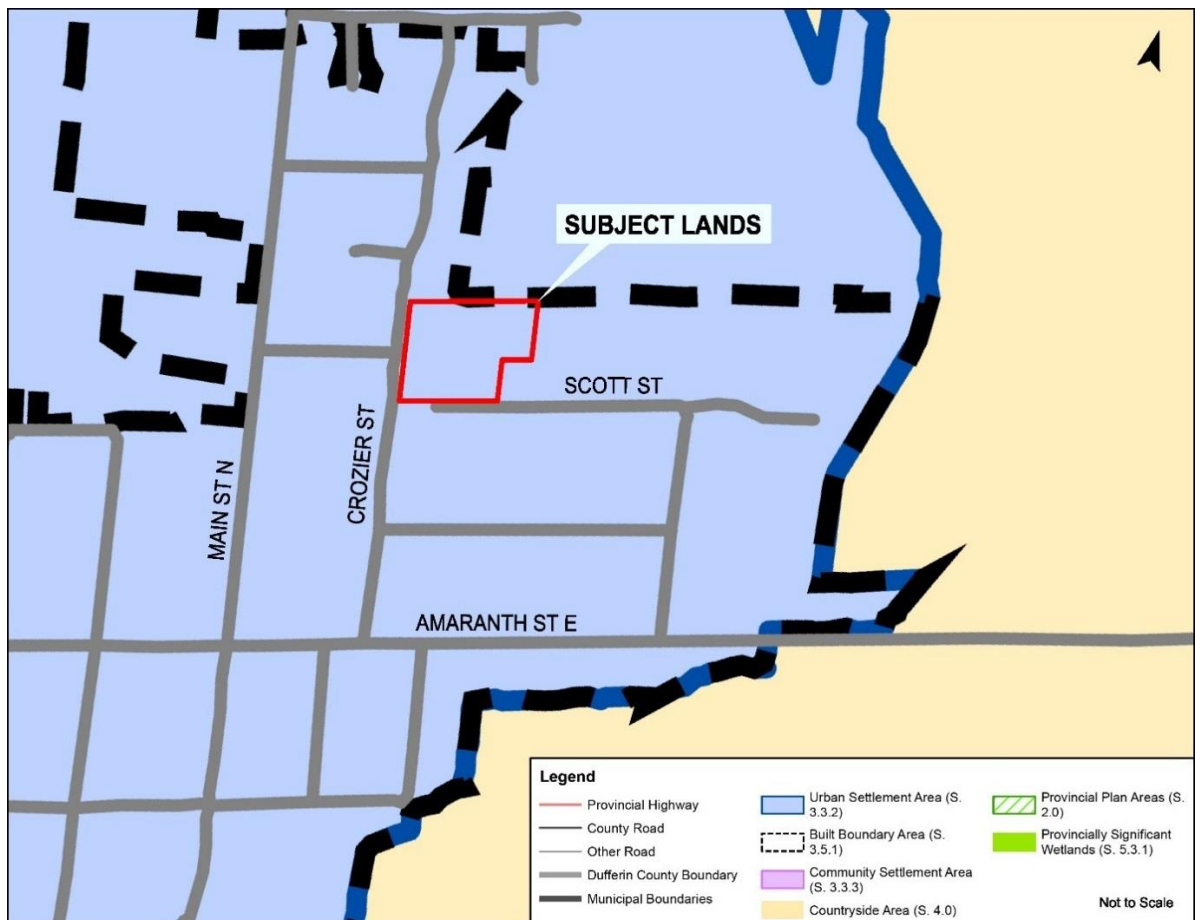 SUBJECT LANDS
SCOTT ST
CROZIER ST
MAIN ST N
AMARANTH ST E
Legend
Provincial Highway
County Road
Other Road
Dufferin County Boundary
Municipal Boundaries
Urban Settlement Area (S.
3.3.2)
Built Boundary Area (S.
3.5.1)
Community Settlement Area
(S. 3.3.3)
Countryside Area (S. 4.0)
Provincial Plan Areas (S.
2.0)
Provincially Significant
Wetlands (S. 5.3.1)
Not to Scale